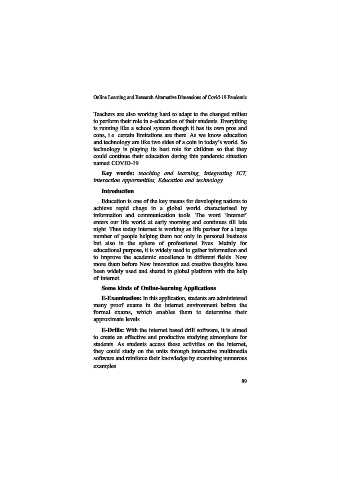 Online Learning and Research Alternative Dimensions of Covid-19 Pandemic
Teachers are also working hard to adapt in the changed milieu
to perform their role in e-education of their students. Everything
is running like a school system though it has its own pros and
cons, i.e. certain limitations are there. As we know education
and technology are like two sides of a coin in today's world. So
technology is playing its best role for children so that they
could continue their education during this pandemic situation
named COVID-19.
Key words: teaching and learning, Integrating ICT,
interaction opportunities, Education and technology
Introduction
Education is one of the key means for developing nations to
achieve rapid chage in a global world characterised by
information and communication tools. The word 'Internet'
enters our life world at early morning and continues till late
night. Thus today internet is working as life partner for a large
number of people helping them not only in personal business
but also in the sphere of professional lives. Mainly for
educational purpose, it is widely used to gather information and
to improve the academic excellence in different fields. Now
more than before New innovation and creative thoughts have
been widely used and shared in global platform with the help
of Internet.
Some kinds of Online-learning Applications
E-Examination: In this application, students are administered
many proof exams in the internet environment before the
formal exams, which enables them to determine their
approximate levels.
E-Drills: With the internet based drill software, it is aimed
to create an effective and productive studying atmosphere for
students. As students access these activities on the internet,
they could study on the units through interactive multimedia
software and reinforce their knowledge by examining numerous
examples.
89